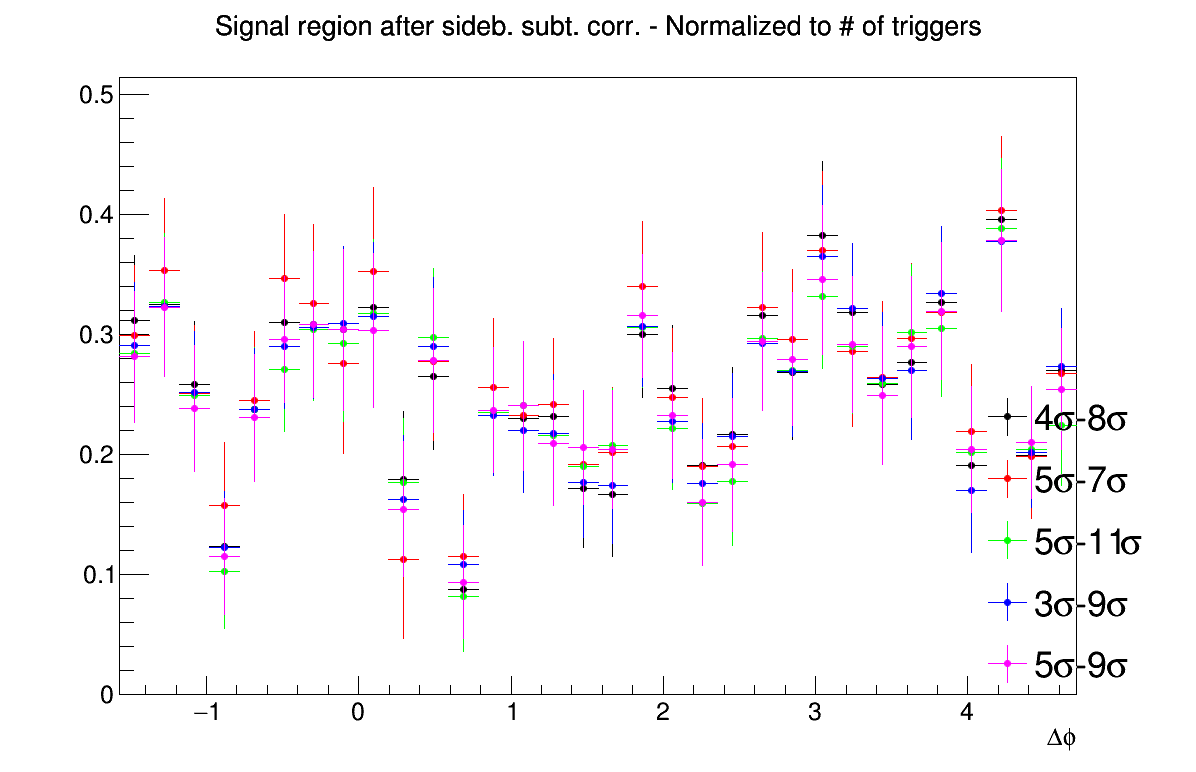 Signal region after sideb. subt. corr. - Normalized to # of triggers
0.5
0.4
0.3
0.2
0.1
0
4σ-8σ
5σ-7σ
5σ-11σ
3σ-9σ
5σ-9σ
−1 0 1 2 3 4
Δϕ